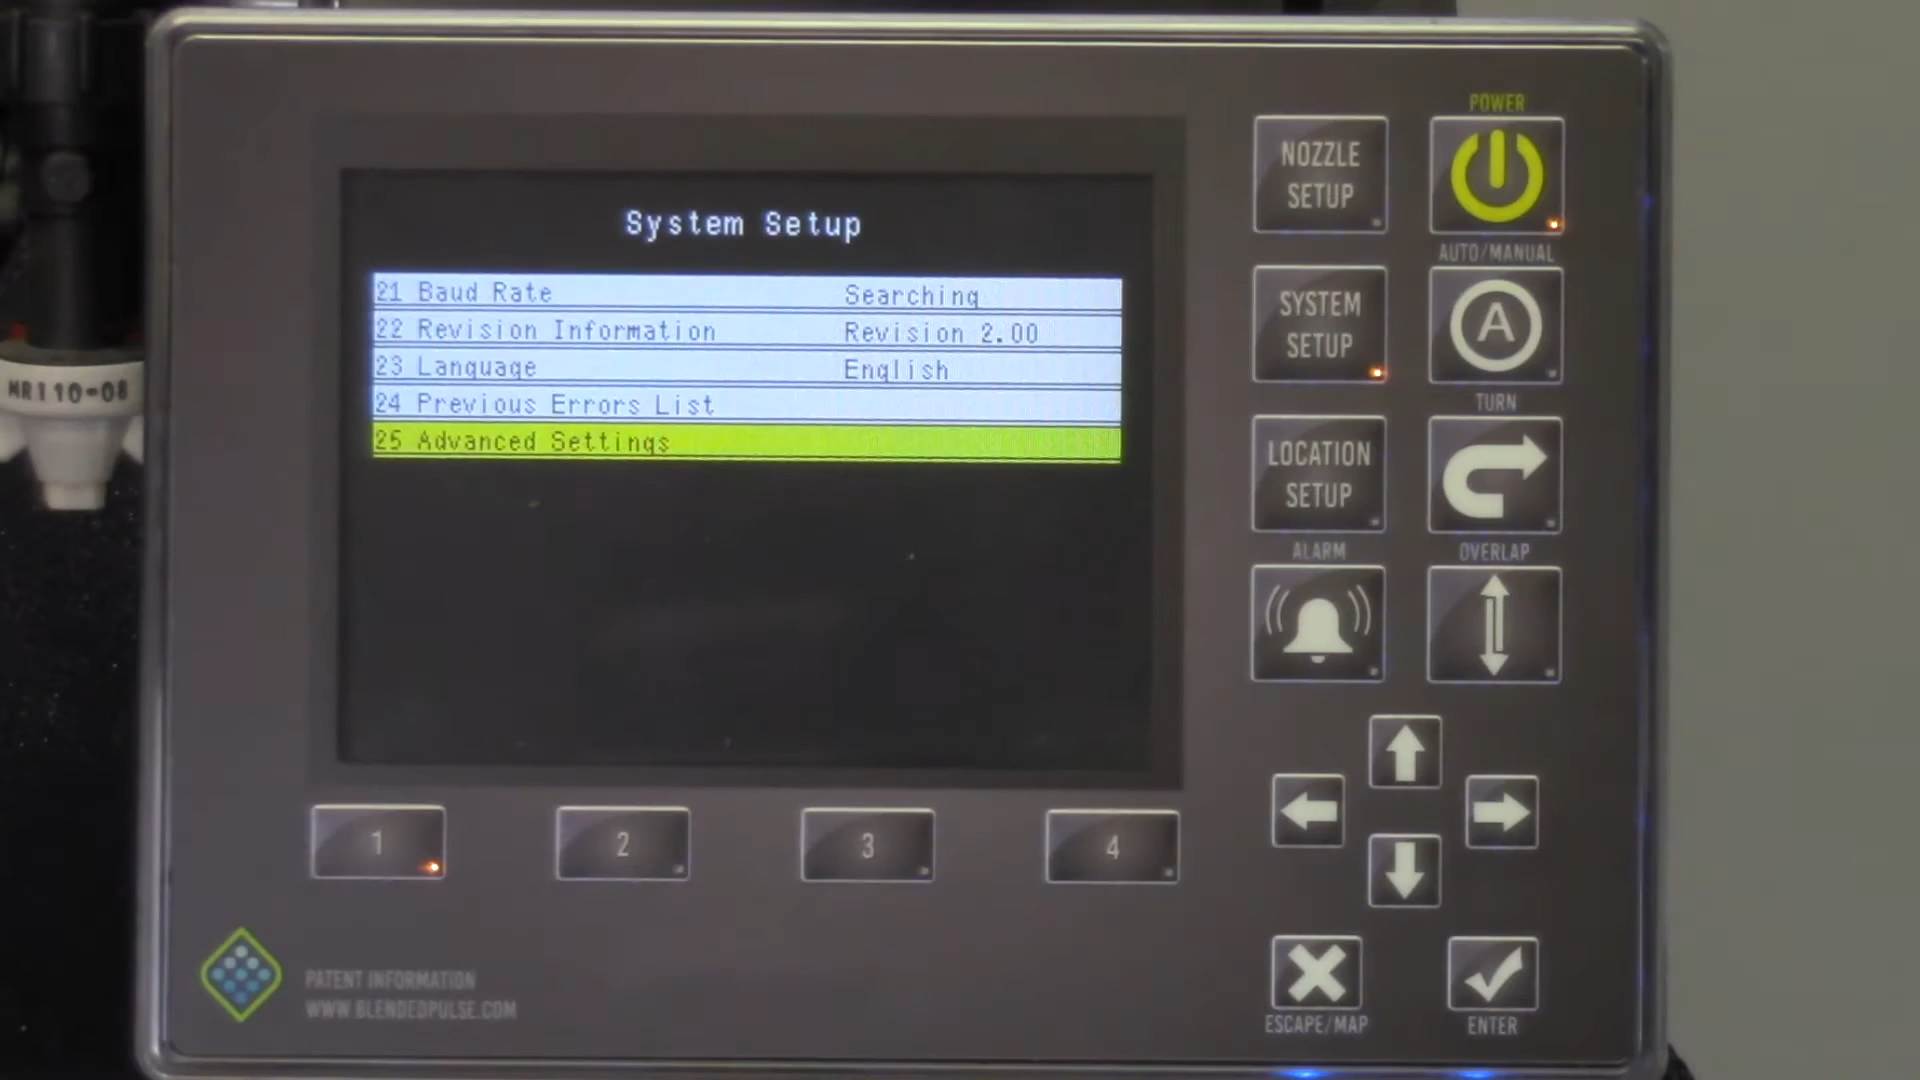 System Setup
21 Baud Rate Searching
22 Revision Information Revision 2.00
23 Language English
24 Previous Errors List
25 Advanced Settings
NOZZLE
SETUP
POWER
SYSTEM
SETUP
AUTO/MANUAL
A
LOCATION
SETUP
TURN
ALARM
OVERLAP
1
2
3
4
ESCAPE/MAP
ENTER
PATENT INFORMATION
WWW.BLENDEDPULSE.COM
MR110-08